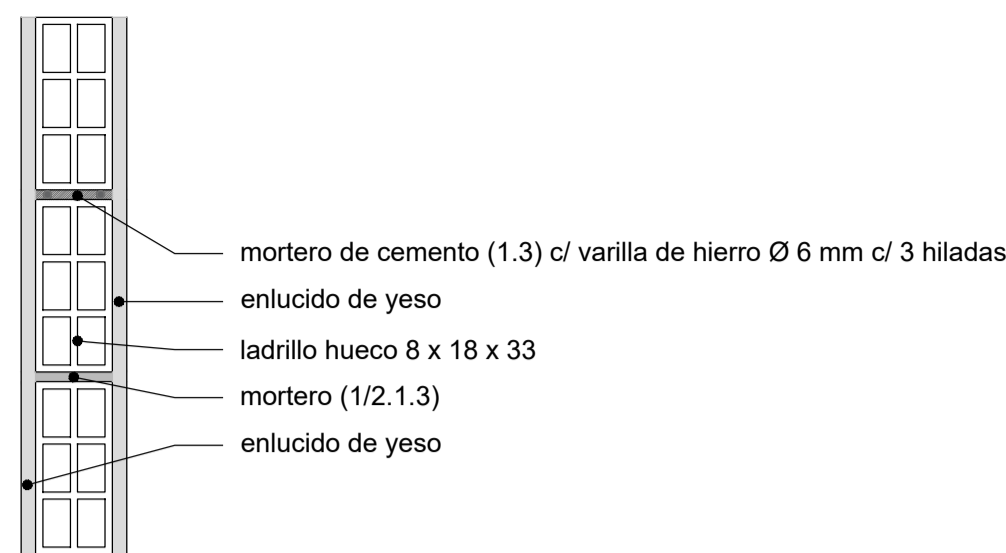 mortero de cemento (1.3) c/ varilla de hierro Ø 6 mm c/ 3 hiladas
enlucido de yeso
ladrillo hueco 8 x 18 x 33
mortero (1/2.1.3)
enlucido de yeso